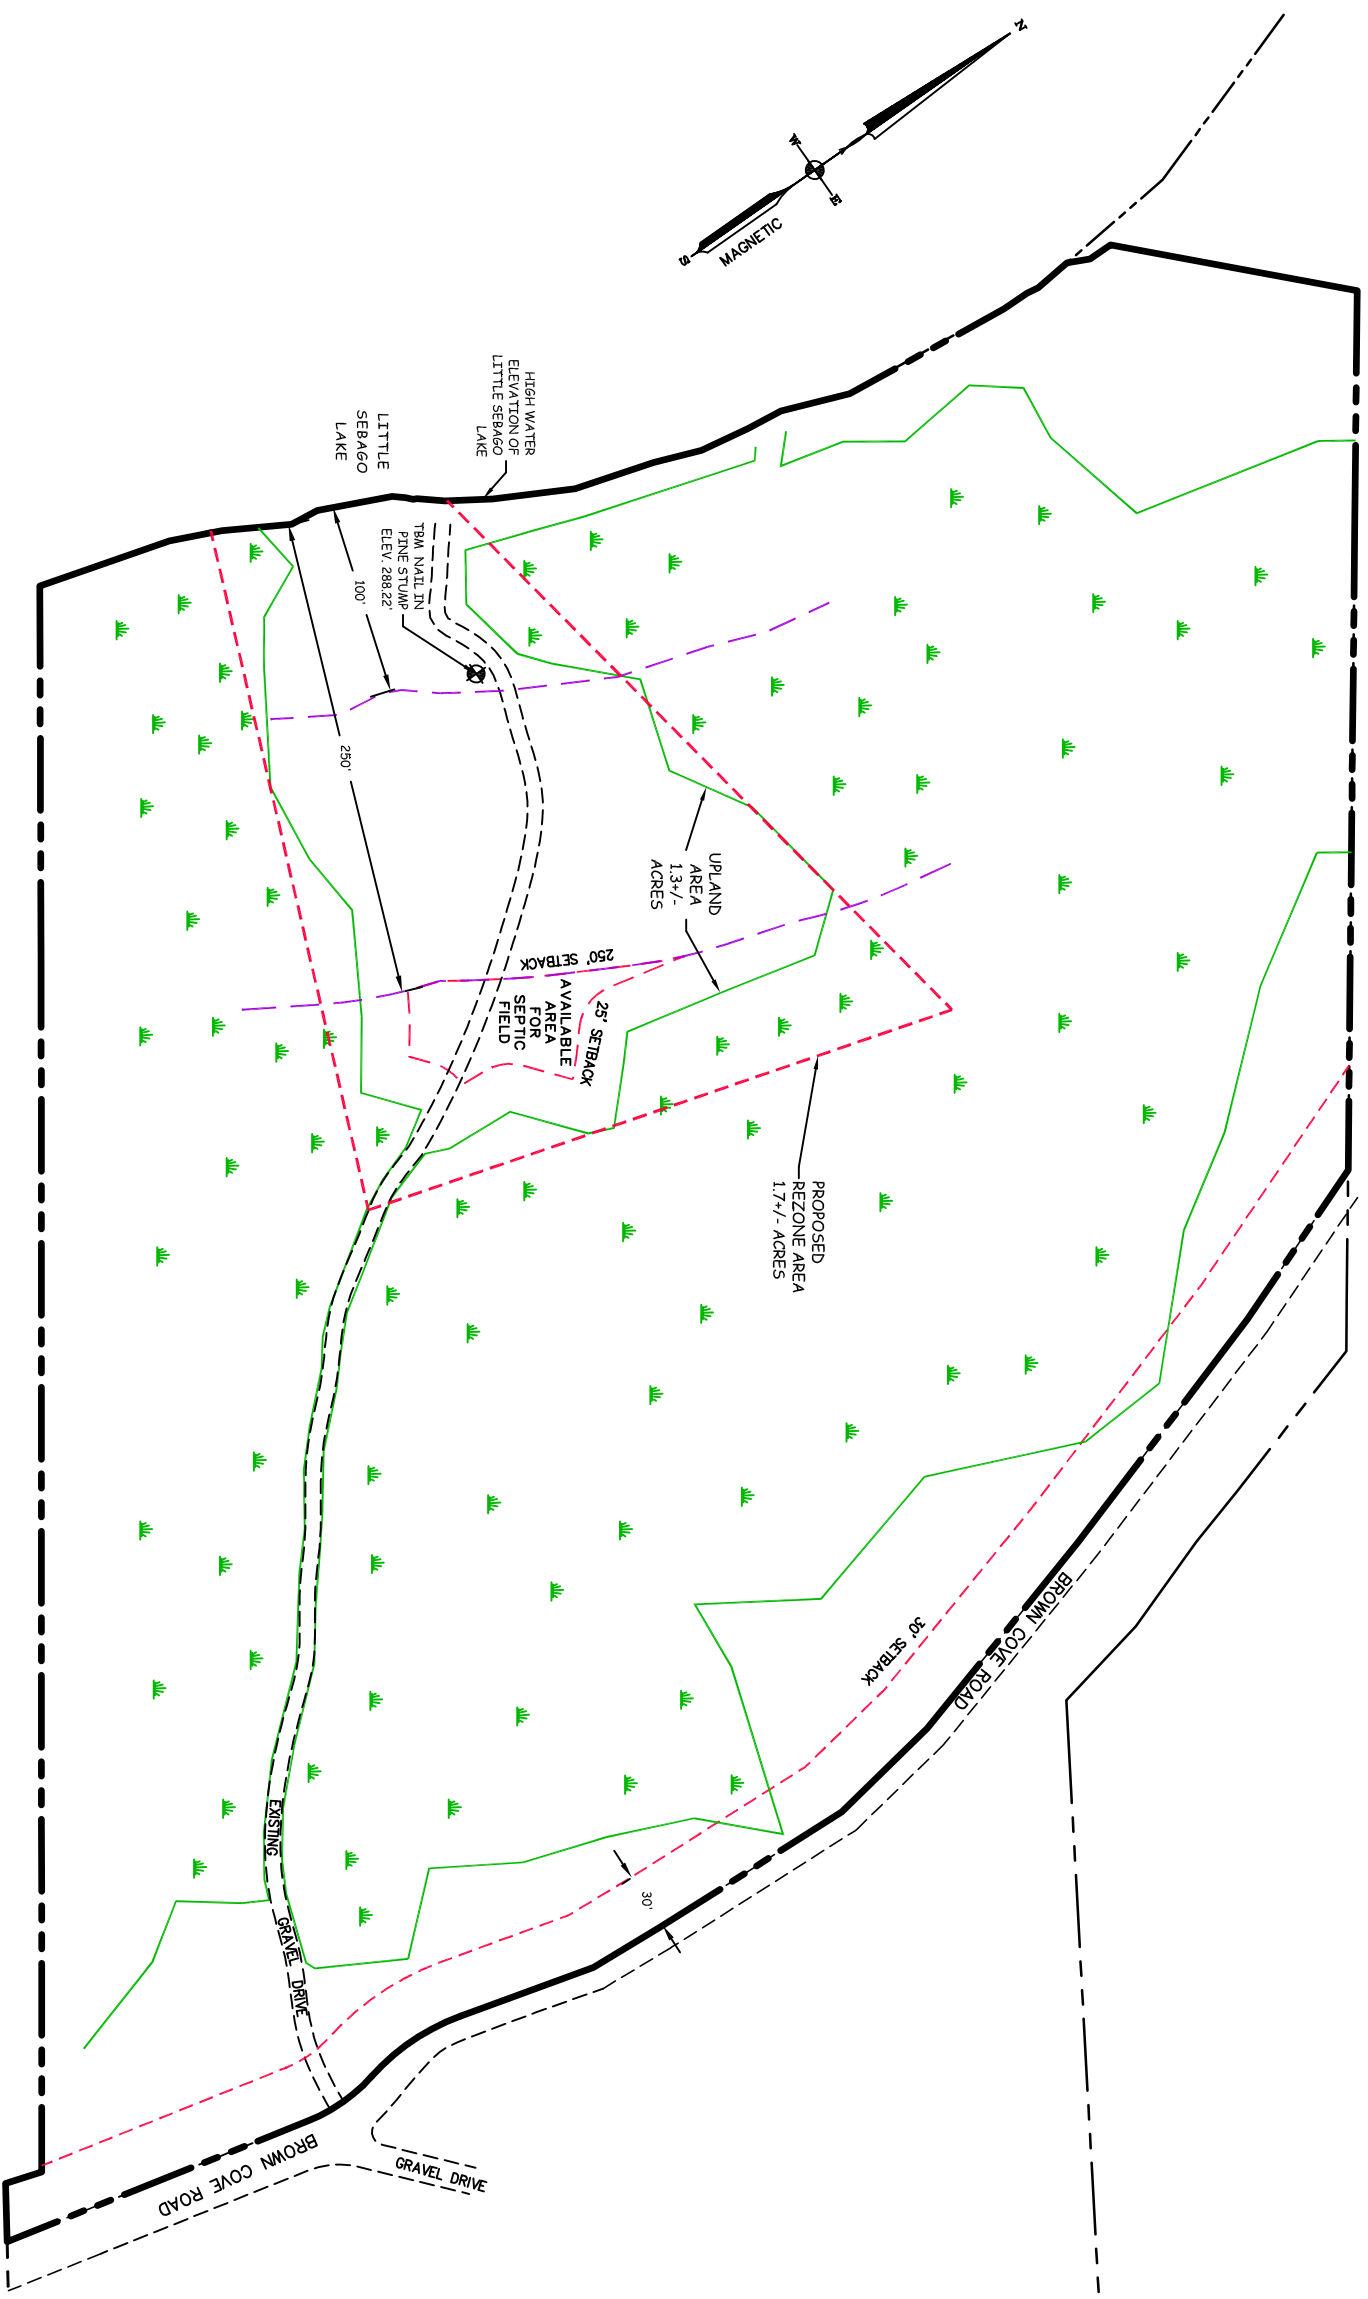 N
W
E
S
MAGNETIC
HIGH WATER
ELEVATION OF
LITTLE SEBAGO
LAKE
LITTLE
SEBAGO
LAKE
TBM NAIL IN
PINE STUMP
ELEV. 288.22'
100'
250'
UPLAND
AREA
1.3+/-
ACRES
250' SETBACK
AVAILABLE
AREA
FOR
SEPTIC
FIELD
25' SETBACK
PROPOSED
REZONE AREA
1.7+/- ACRES
BROWN COVE ROAD
30' SETBACK
30'
EXISTING GRAVEL DRIVE
BROWN COVE ROAD
GRAVEL DRIVE